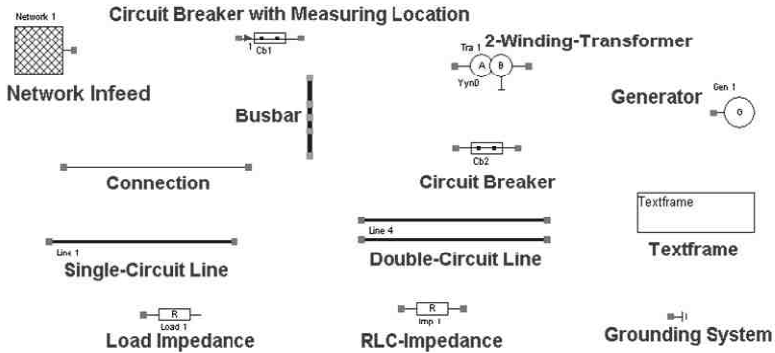 Circuit Breaker with Measuring Location
Network 1
1
Cb1
Network Infeed
2-Winding-Transformer
Tra 1
A
B
Yyn0
Gen 1
Generator
G
Busbar
Cb2
Connection
Circuit Breaker
Textframe
Line 4
Line 1
Single-Circuit Line
Double-Circuit Line
Textframe
R
Load 1
Load Impedance
R
Imp 1
RLC-Impedance
Grounding System